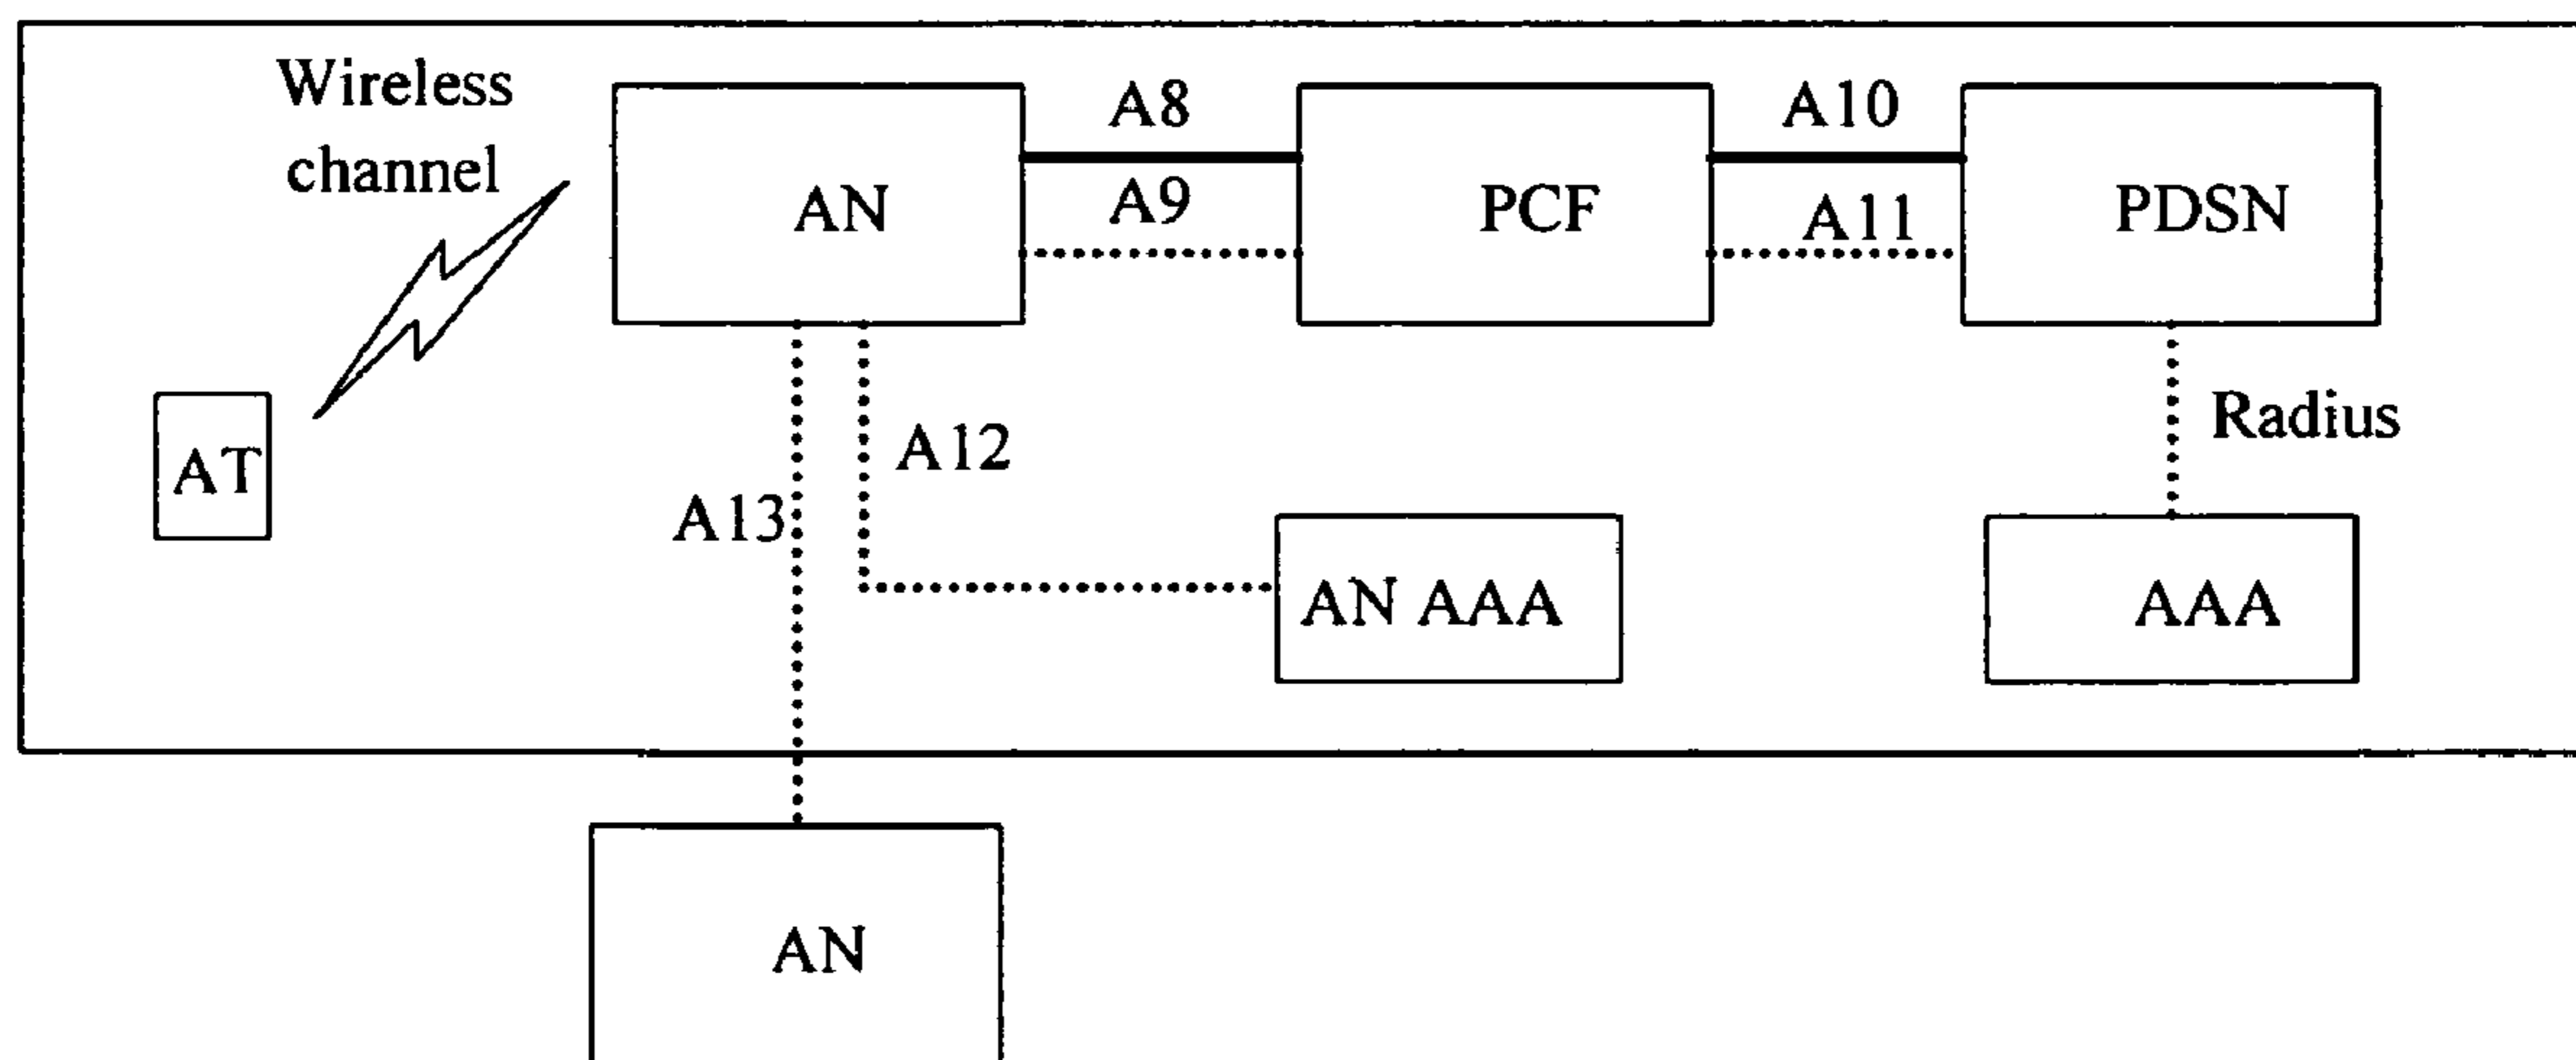 Wireless
channel
AN
A8
A9
PCF
A10
A11
PDSN
AT
A13
A12
Radius
AN AAA
AAA
AN